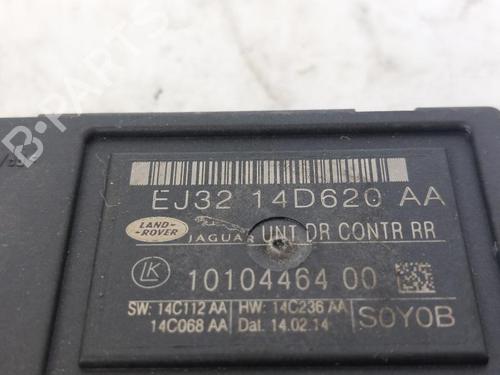 B-PARTS
EJ32 14D620 AA
LAND-ROVER JAGUAR UNT DR CONTR RR
LK 10104464 00
SW: 14C112 AA HW: 14C236 AA
14C068 AA Dat. 14.02.14 S0Y0B